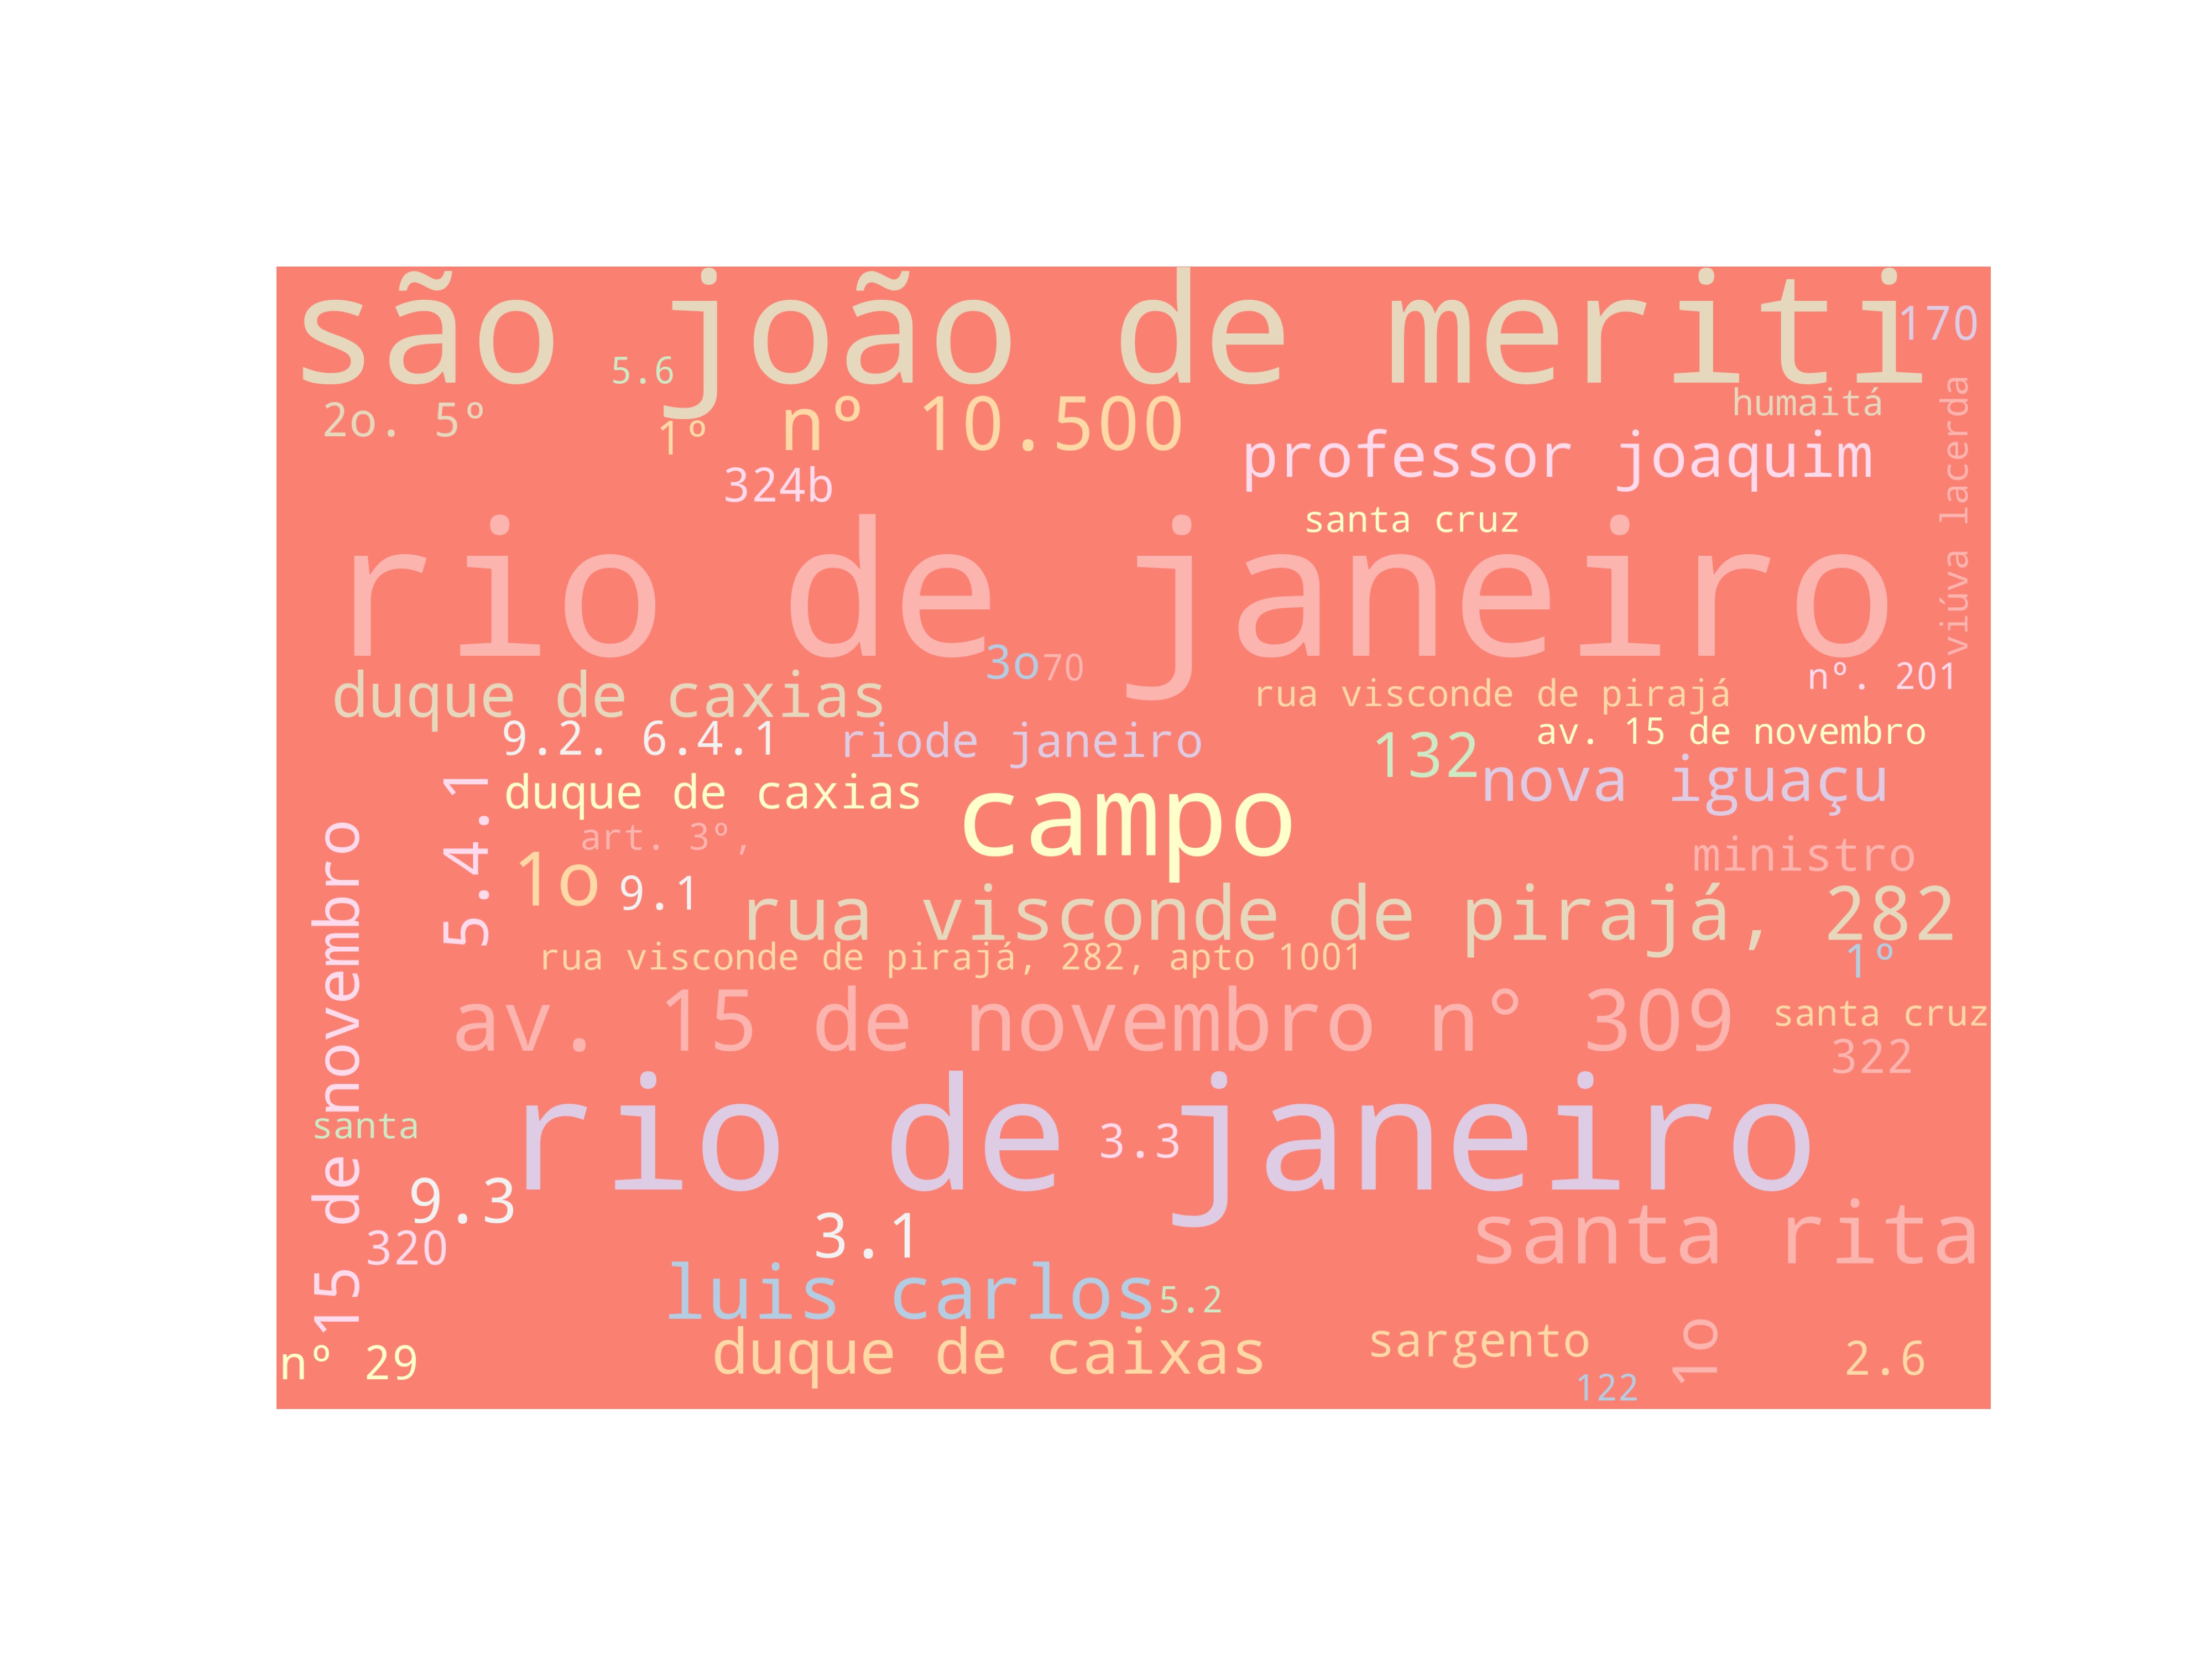 são joão de meriti
170
5.6
humaitá
2o. 5º
1º
nº 10.500
professor joaquim
viúva lacerda
324b
santa cruz
rio de janeiro
3o
70
nº. 201
duque de caxias
rua visconde de pirajá
9.2. 6.4.1
riode janeiro
av. 15 de novembro
132
nova iguaçu
5.4.1
duque de caxias
campo
art. 3º,
ministro
1o
9.1
rua visconde de pirajá, 282
rua visconde de pirajá, 282, apto 1001
1º
15 de novembro
av. 15 de novembro n° 309
santa cruz
322
santa
rio de janeiro
3.3
9.3
320
3.1
santa rita
luis carlos
5.2
nº 29
duque de caixas
sargento
1o
2.6
122